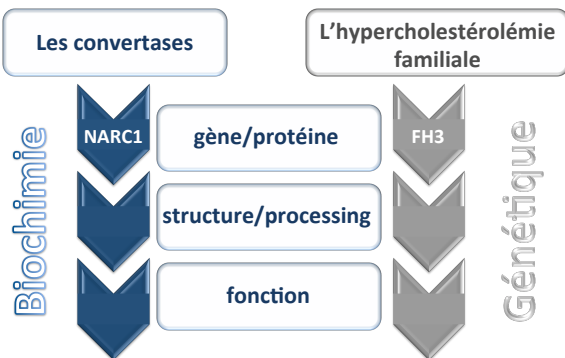 Les convertases
L'hypercholestérolémie
familiale
NARC1
gène/protéine
FH3
structure/processing
fonction
Biochimie
Génétique